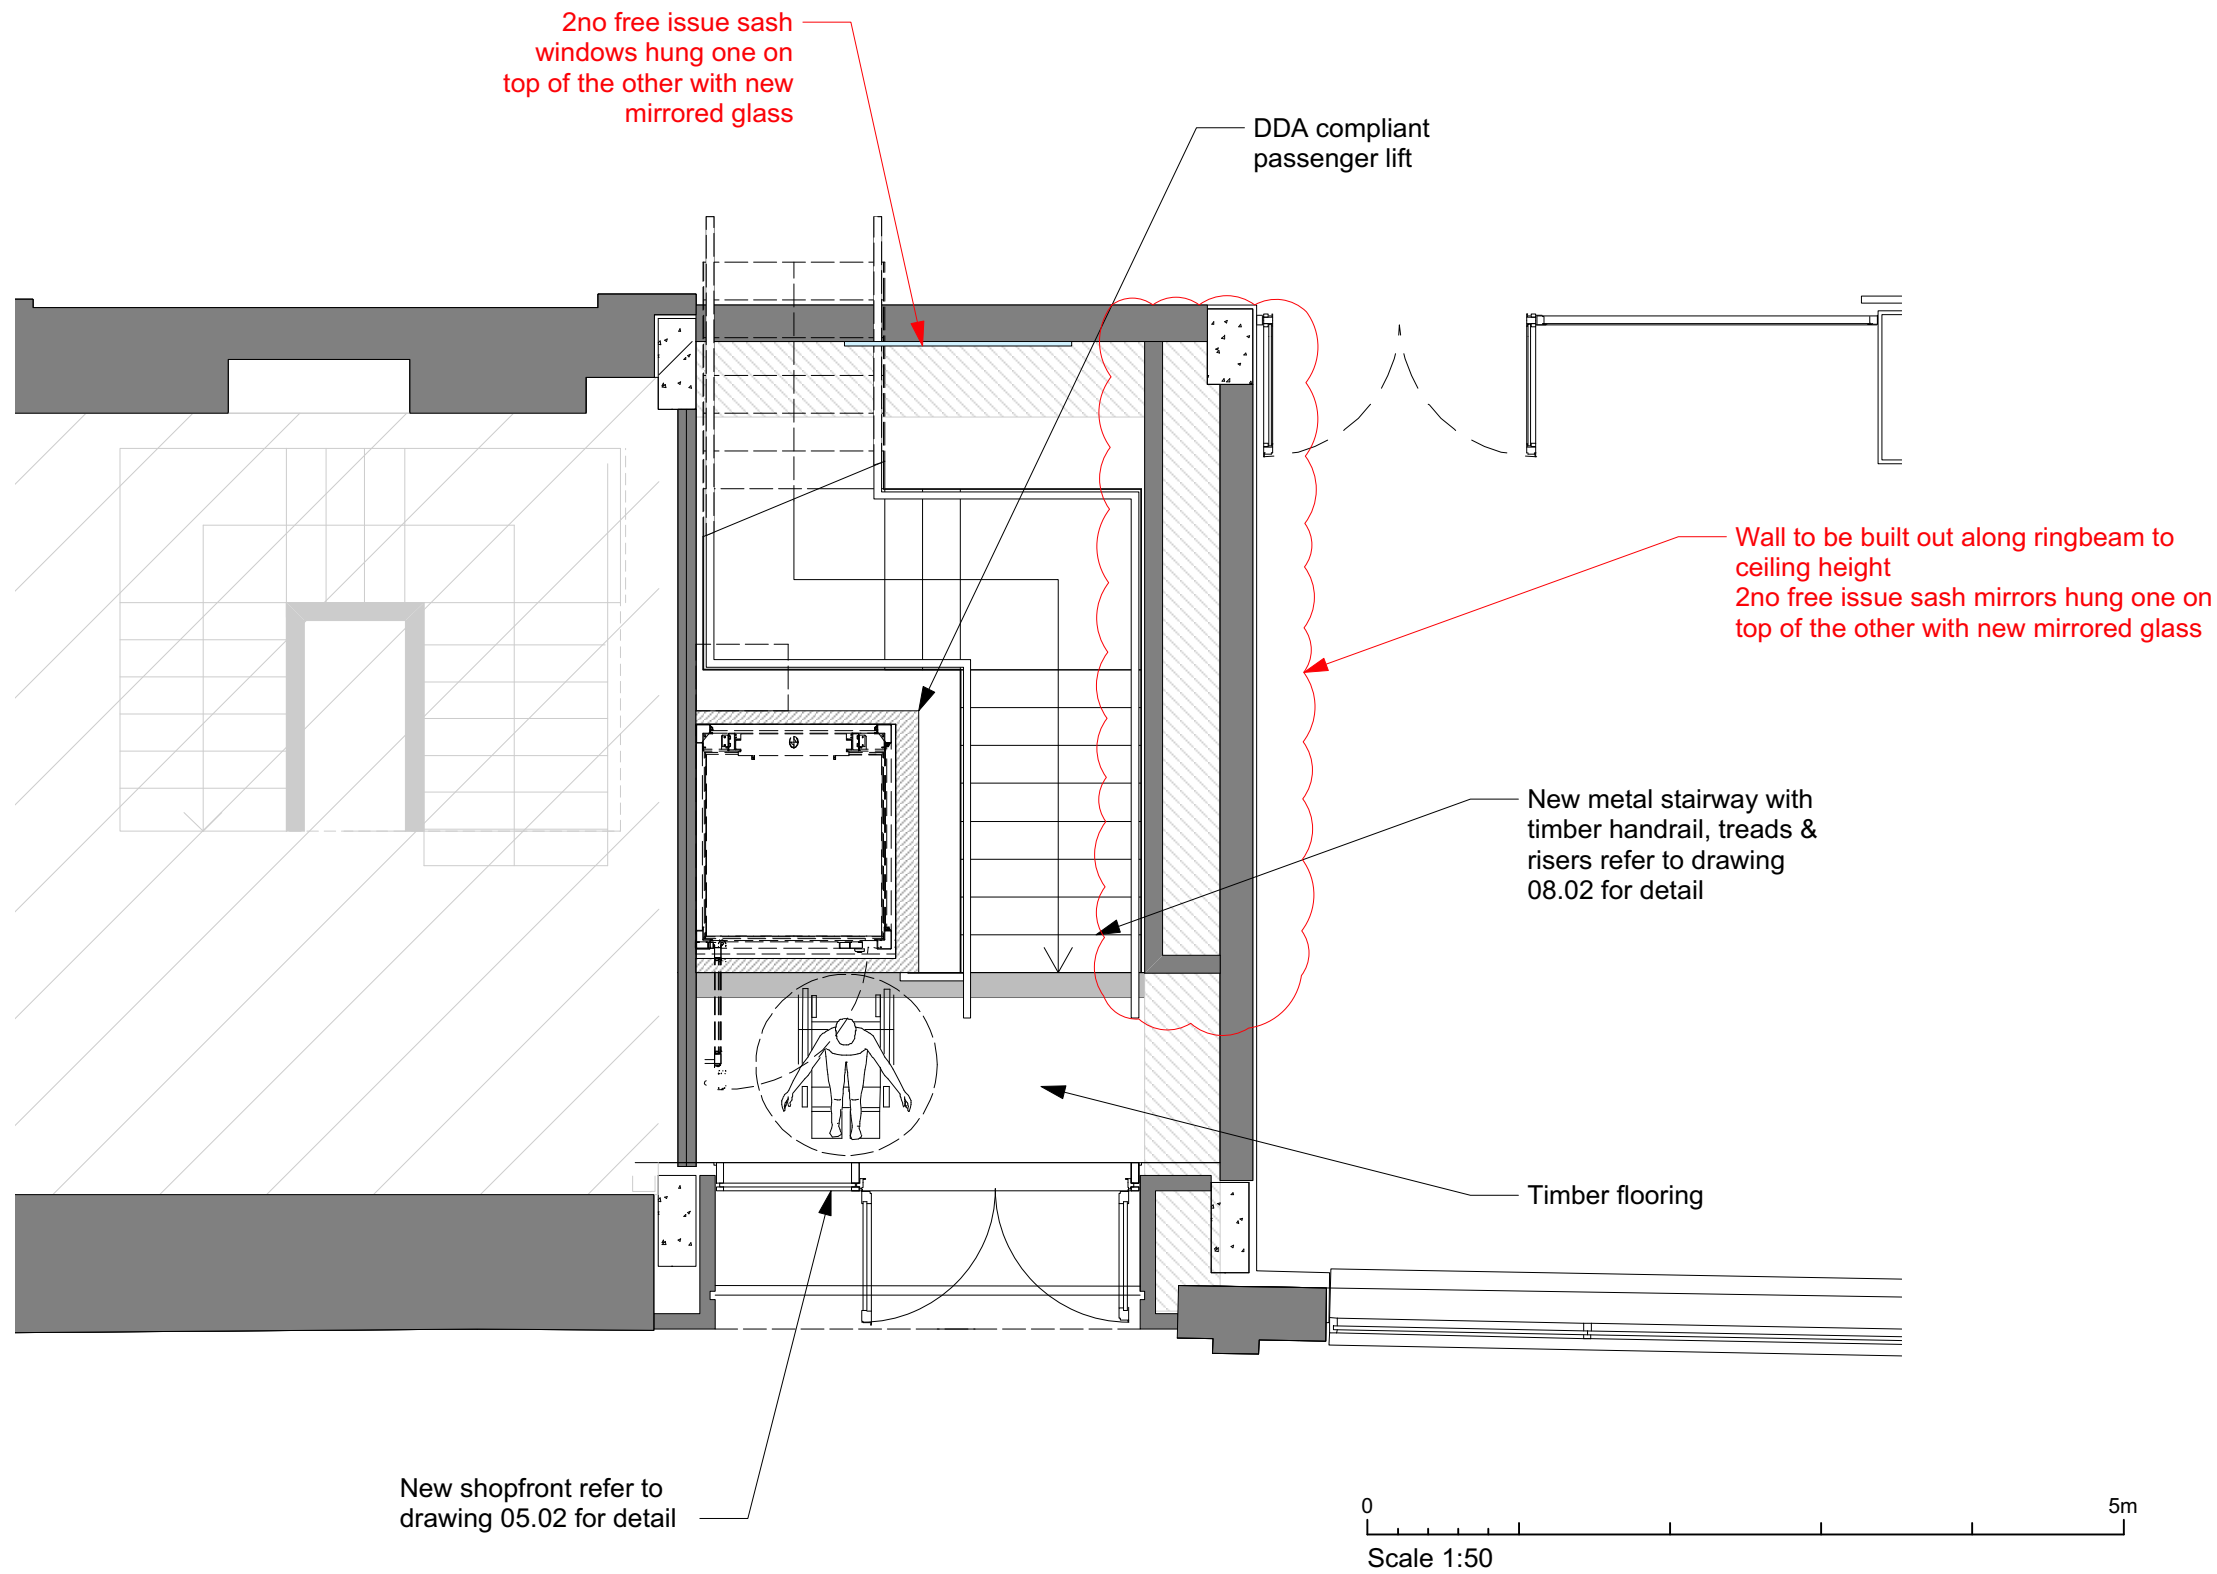 2no free issue sash
windows hung one on
top of the other with new
mirrored glass
DDA compliant
passenger lift
Wall to be built out along ringbeam to
ceiling height
2no free issue sash mirrors hung one on
top of the other with new mirrored glass
New metal stairway with
timber handrail, treads &
risers refer to drawing
08.02 for detail
Timber flooring
New shopfront refer to
drawing 05.02 for detail
0 5m
Scale 1:50